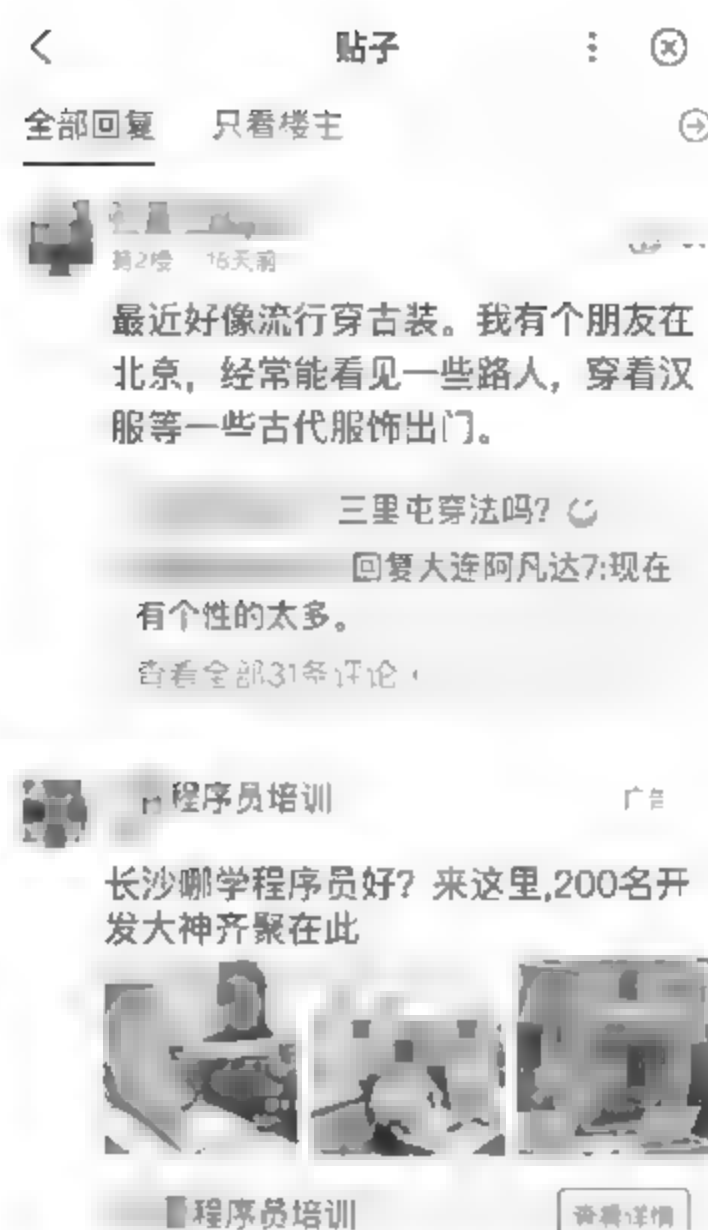 贴子
全部回复 只看楼主
第2楼 16天前
最近好像流行穿古装。我有个朋友在
北京，经常能看见一些路人，穿着汉
服等一些古代服饰出门。
三里屯穿法吗?
回复大连阿凡达7:现在
有个性的太多。
查看全部31条评论
程序员培训
广告
长沙哪学程序员好? 来这里,200名开
发大神齐聚在此
程序员培训
查看详情